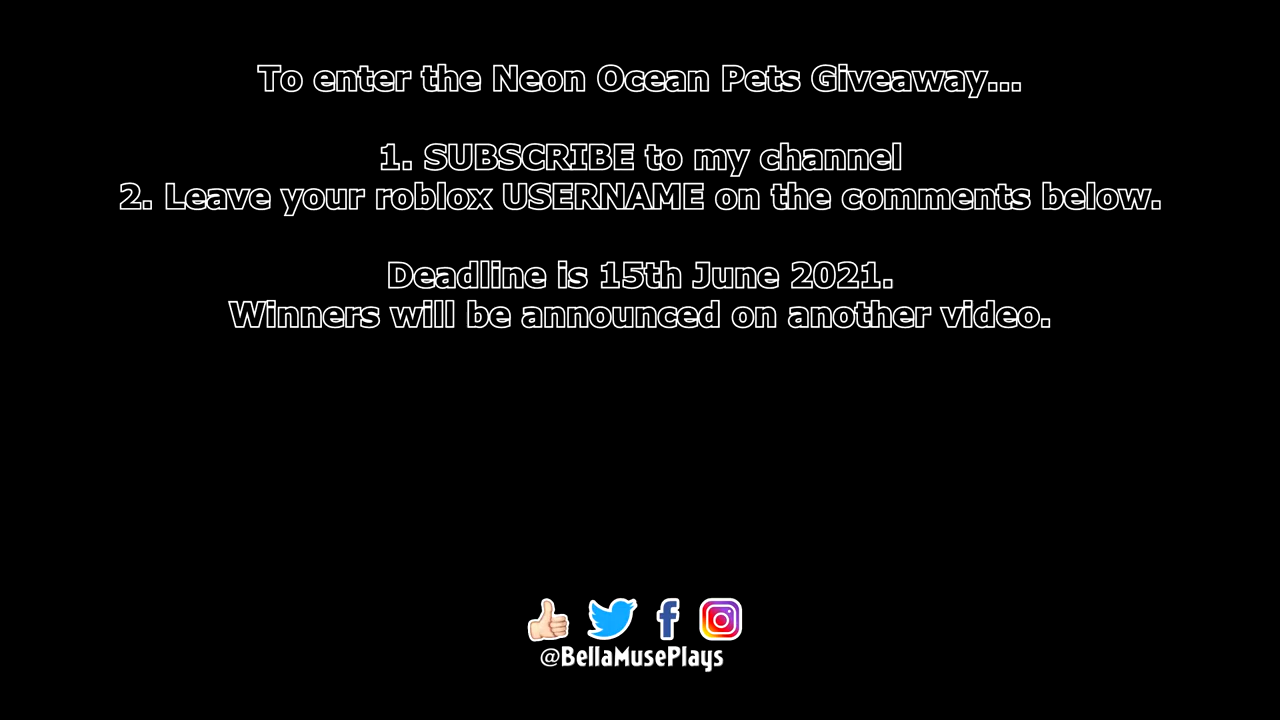 To enter the Neon Ocean Pets Giveaway...
1. SUBSCRIBE to my channel
2. Leave your roblox USERNAME on the comments below.
Deadline is 15th June 2021.
Winners will be announced on another video.
@BellaMusePlays